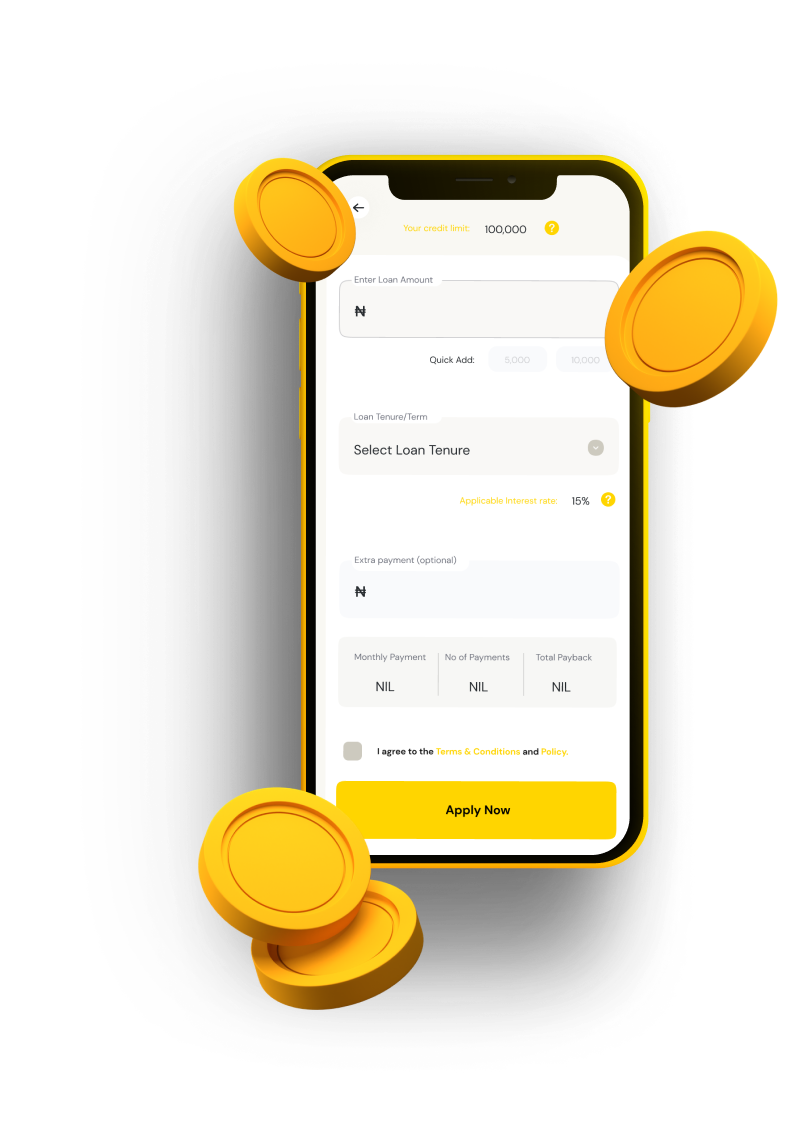 Your credit limit: 100,000 ?
Enter Loan Amount
₦
Quick Add: 5,000 10,000
Loan Tenure/Term
Select Loan Tenure
Applicable Interest rate: 15% ?
Extra payment (optional)
₦
Monthly Payment No of Payments Total Payback
NIL NIL NIL
I agree to the Terms & Conditions and Policy.
Apply Now